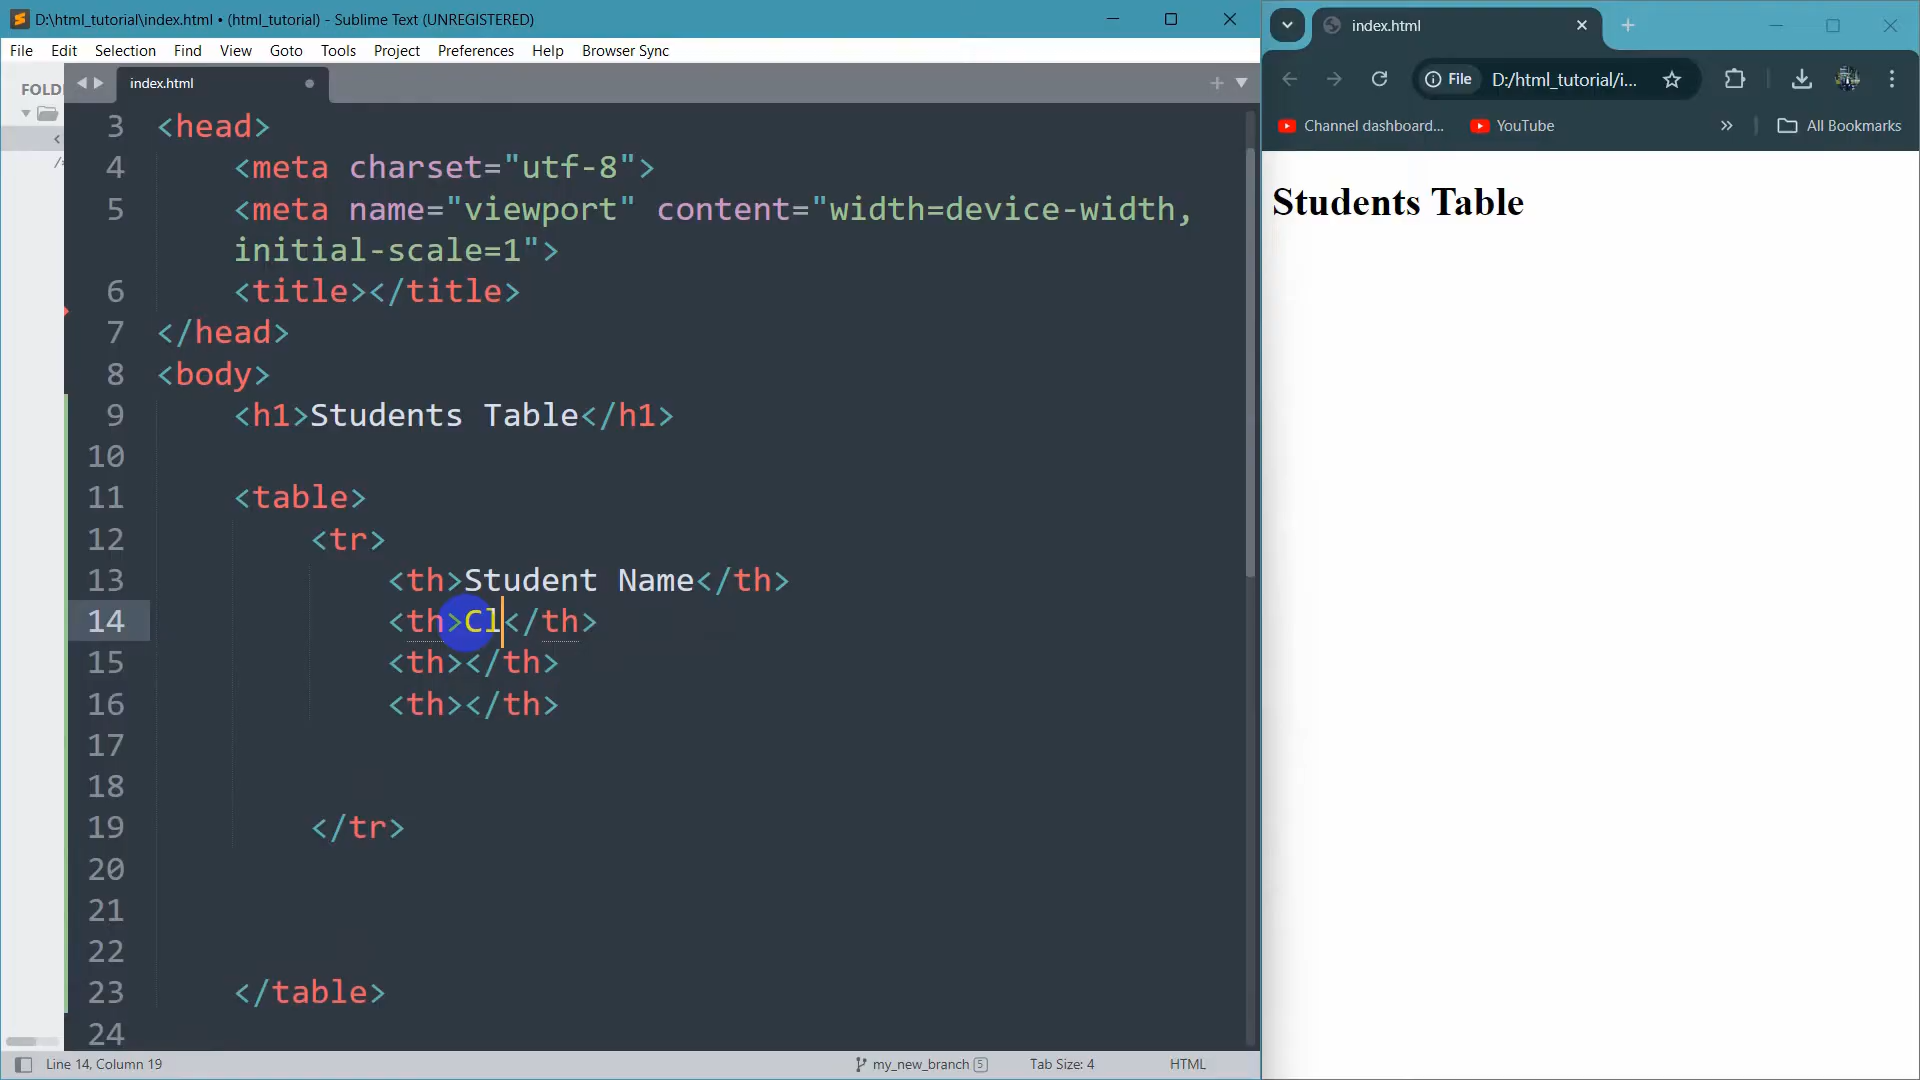 D:\html_tutorial\index.html • (html_tutorial) - Sublime Text (UNREGISTERED)
File Edit Selection Find View Goto Tools Project Preferences Help Browser Sync
FOLD
index.html
3 <head>
4 <meta charset="utf-8">
5 <meta name="viewport" content="width=device-width,
initial-scale=1">
6 <title></title>
7 </head>
8 <body>
9 <h1>Students Table</h1>
10
11 <table>
12 <tr>
13 <th>Student Name</th>
14 <th>Cl</th>
15 <th></th>
16 <th></th>
17
18
19 </tr>
20
21
22
23 </table>
24
Line 14, Column 19
my_new_branch 5
Tab Size: 4
HTML
index.html
File D:/html_tutorial/i...
Channel dashboard... YouTube » All Bookmarks
Students Table